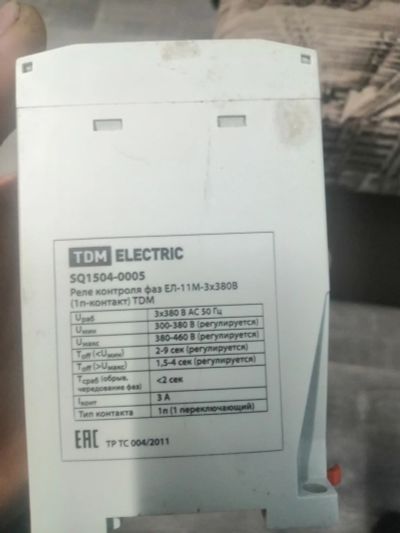 TDM ELECTRIC
SQ1504-0005
Реле контроля фаз ЕЛ-11М-3х380В
(1п-контакт) TDM
Uраб 3х380 В АС 50 Гц
Uмин 300-380 В (регулируется)
Uмакс 380-460 В (регулируется)
Toff (<Uмин) 2-9 сек (регулируется)
Toff (>Uмакс) 1,5-4 сек (регулируется)
Тсраб (обрыв,
чередование фаз) <2 сек
Iконт 3 А
Тип контакта 1п (1 переключающий)
EAC ТР ТС 004/2011